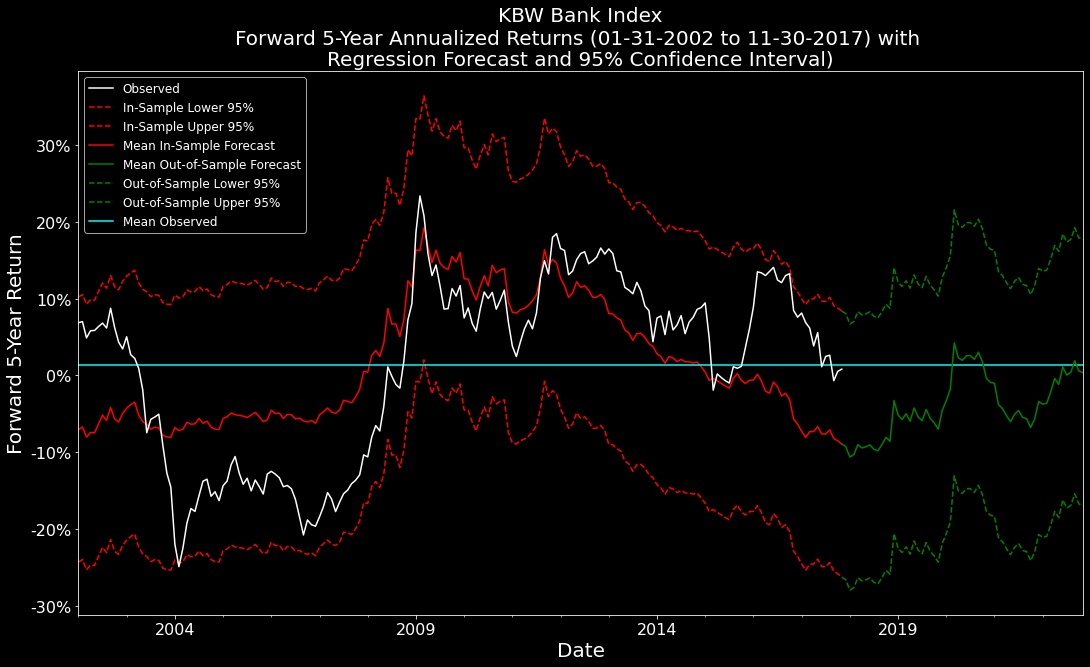 KBW Bank Index
Forward 5-Year Annualized Returns (01-31-2002 to 11-30-2017) with
Regression Forecast and 95% Confidence Interval)
Observed
In-Sample Lower 95%
In-Sample Upper 95%
Mean In-Sample Forecast
Mean Out-of-Sample Forecast
Out-of-Sample Lower 95%
Out-of-Sample Upper 95%
Mean Observed
Forward 5-Year Return
30%
20%
10%
0%
-10%
-20%
-30%
2004
2009
2014
2019
Date